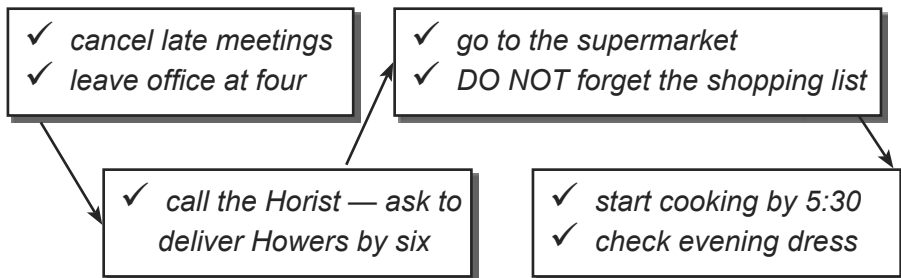 ✓ cancel late meetings
✓ leave office at four
✓ call the Horist — ask to
deliver Howers by six
✓ go to the supermarket
✓ DO NOT forget the shopping list
✓ start cooking by 5:30
✓ check evening dress